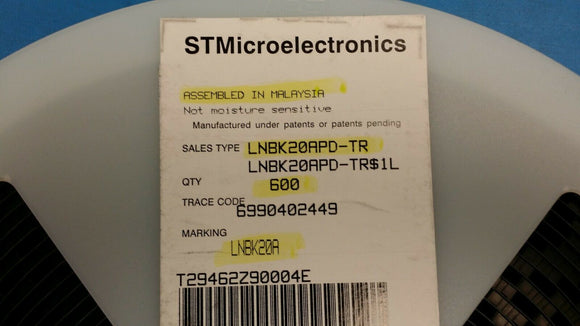 STMicroelectronics
ASSEMBLED IN MALAYSIA
Not moisture sensitive
Manufactured under patents or patents pending
SALES TYPE LNBK20APD-TR
LNBK20APD-TR$1L
QTY 600
TRACE CODE 6990402449
MARKING
LNBK20A
T29462Z90004E